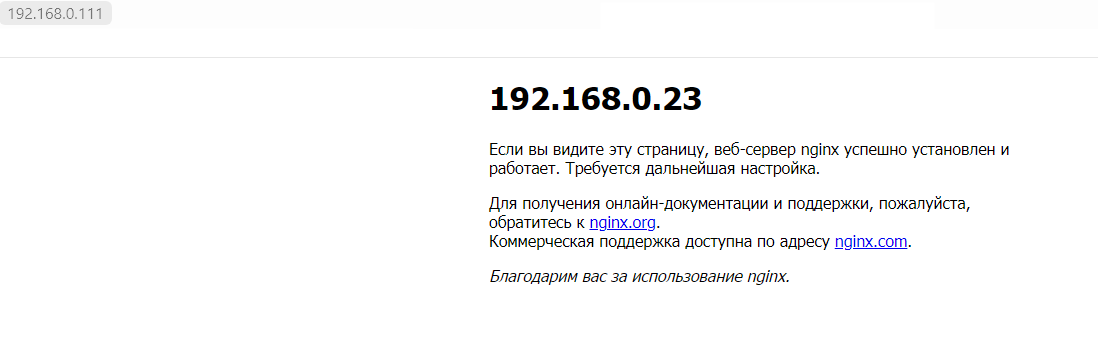 192.168.0.111
192.168.0.23
Если вы видите эту страницу, веб-сервер nginx успешно установлен и
работает. Требуется дальнейшая настройка.
Для получения онлайн-документации и поддержки, пожалуйста,
обратитесь к nginx.org.
Коммерческая поддержка доступна по адресу nginx.com.
Благодарим вас за использование nginx.